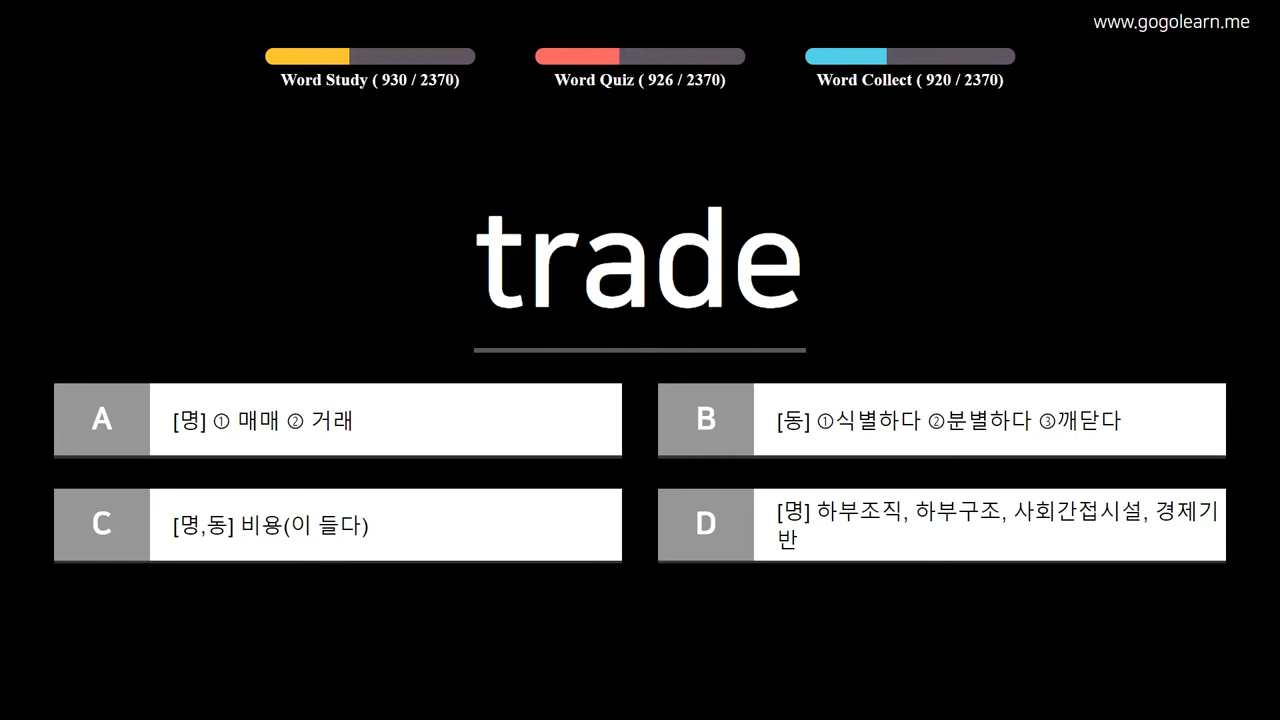 www.gogolearn.me
Word Study ( 930 / 2370)
Word Quiz ( 926 / 2370)
Word Collect ( 920 / 2370)
trade
A
[명] ① 매매 ② 거래
B
[동] ①식별하다 ②분별하다 ③깨닫다
C
[명,동] 비용(이 들다)
D
[명] 하부조직, 하부구조, 사회간접시설, 경제기
반